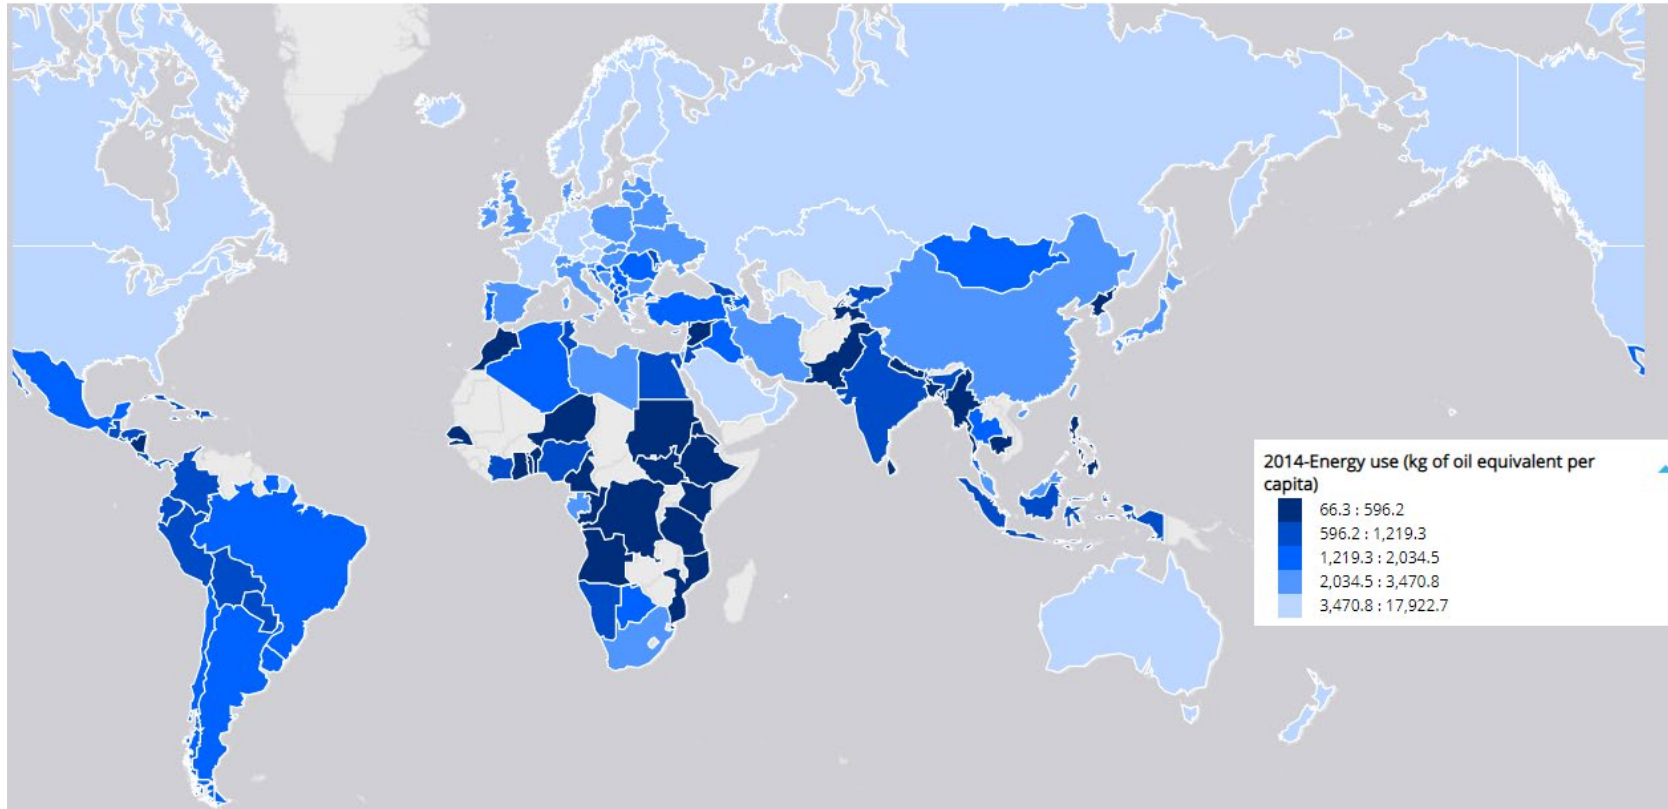 2014-Energy use (kg of oil equivalent per
capita)
66.3 : 596.2
596.2 : 1,219.3
1,219.3 : 2,034.5
2,034.5 : 3,470.8
3,470.8 : 17,922.7